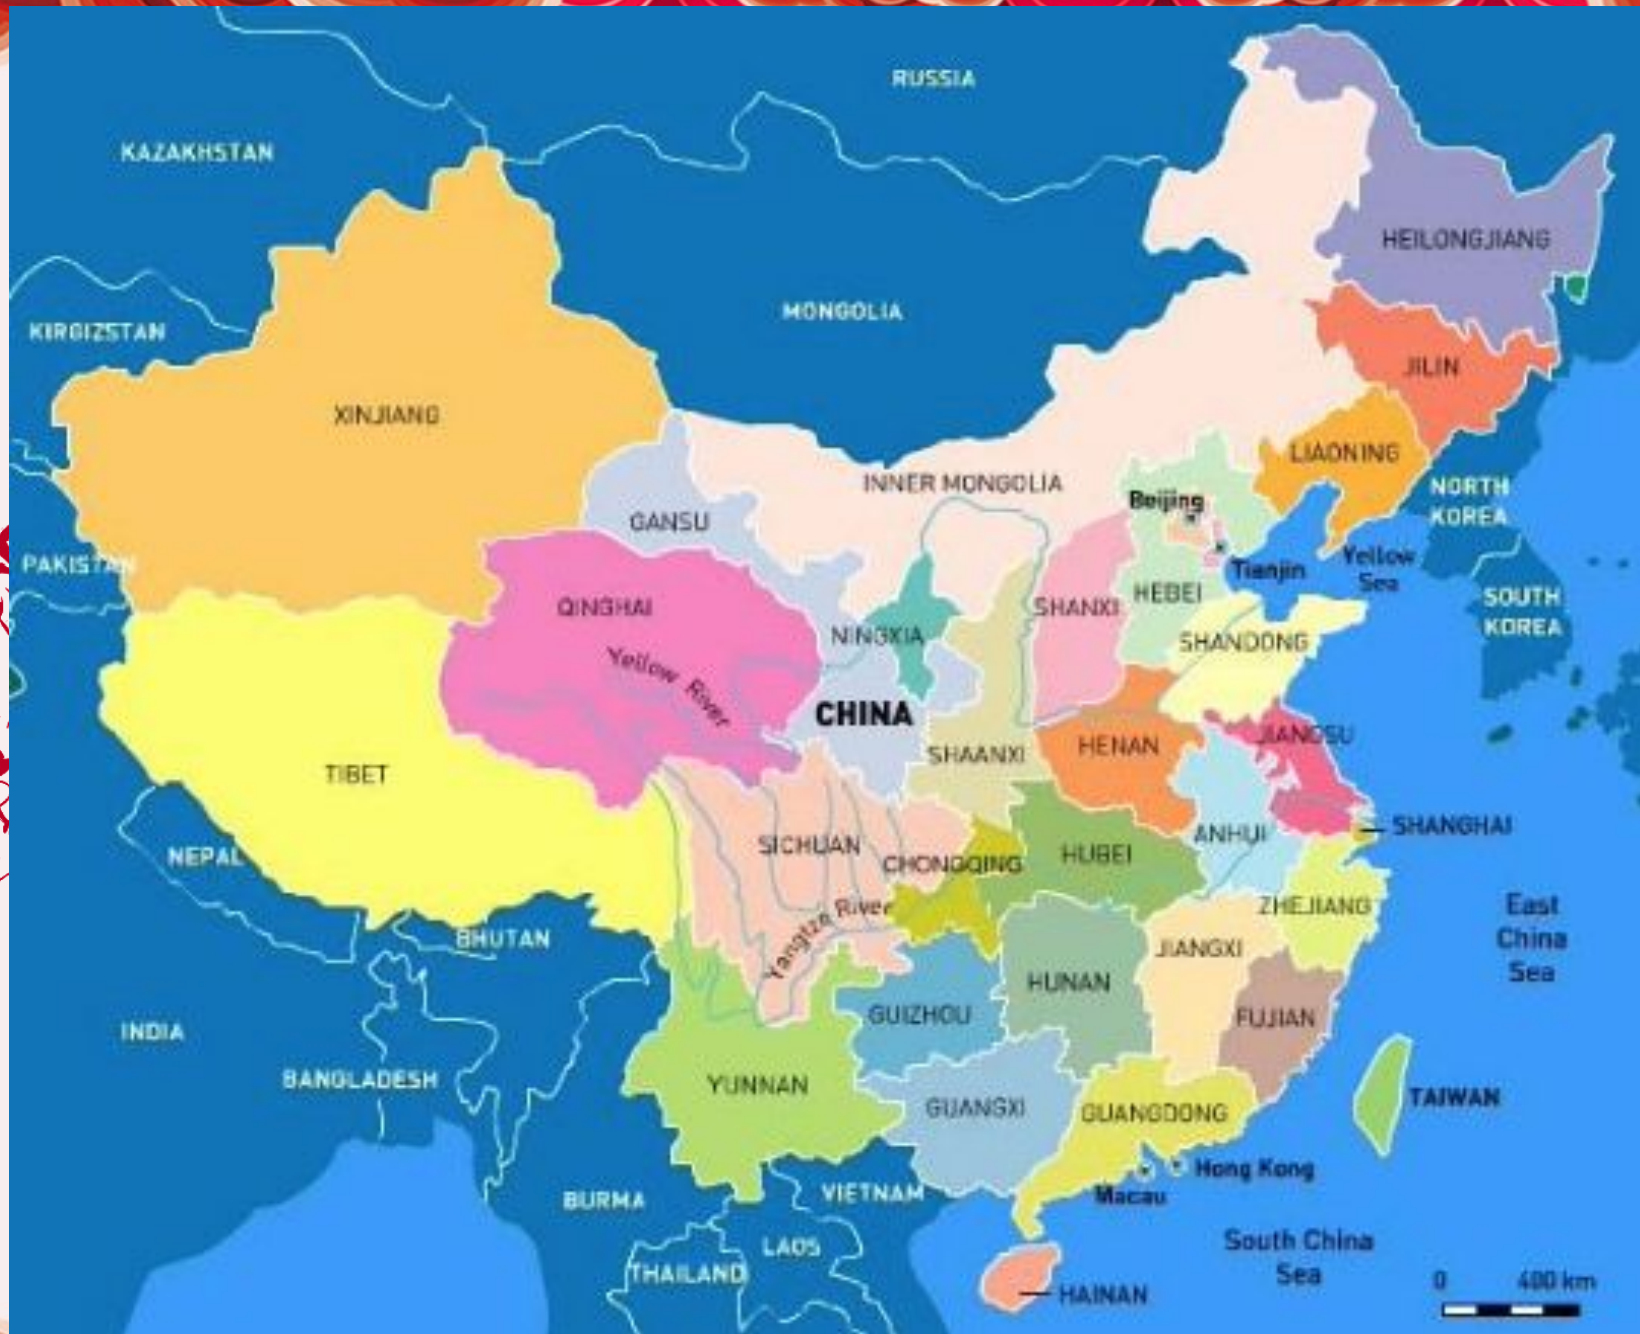 RUSSIA
KAZAKHSTAN
HEILONGJIANG
MONGOLIA
KIRGIZSTAN
JILIN
XINJIANG
LIAONING
INNER MONGOLIA
NORTH
KOREA
Beijing
GANSU
PAKISTAN
Yellow
Sea
Tianjin
HEBEI
SHANXI
QINGHAI
SOUTH
KOREA
NINGXIA
SHANDONG
Yellow River
CHINA
JIANGSU
HENAN
SHAANXI
TIBET
SHANGHAI
ANHUI
SICHUAN
HUBEI
CHONGQING
NEPAL
Yangtze River
ZHEJIANG
East
China
Sea
BHUTAN
JIANGXI
HUNAN
GUIZHOU
FUJIAN
INDIA
BANGLADESH
YUNNAN
TAIWAN
GUANGXI
GUANGDONG
Hong Kong
Macau
BURMA
VIETNAM
LAOS
South China
Sea
THAILAND
HAINAN
0 400 km